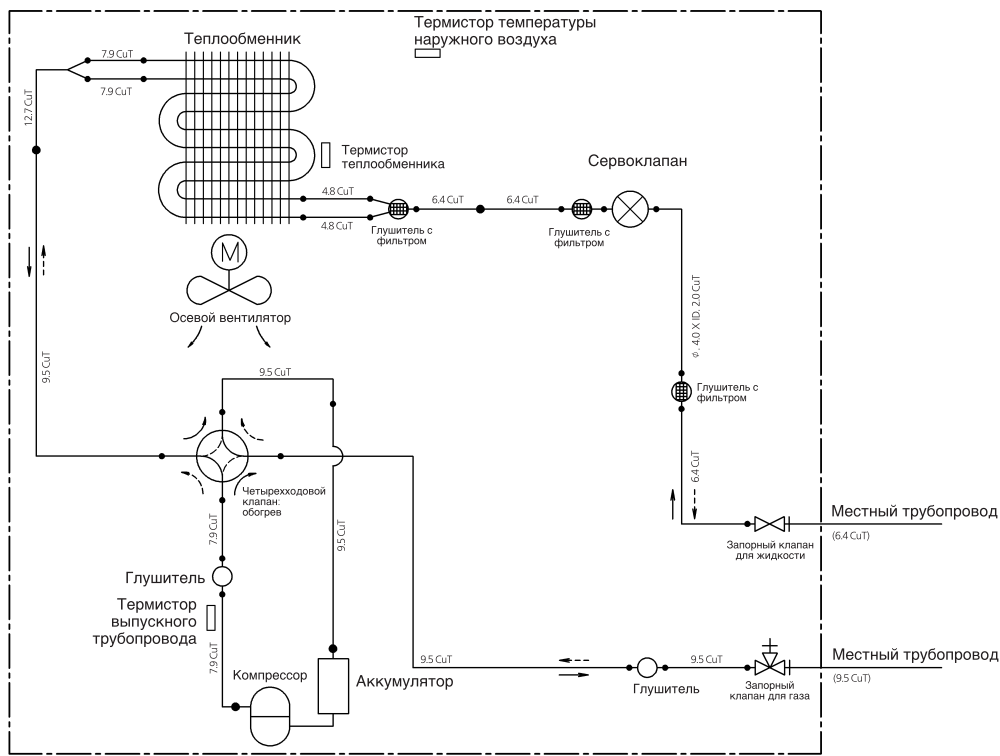 Термистор температуры
наружного воздуха
Теплообменник
7.9 CuT
7.9 CuT
12.7 CuT
Термистор
теплообменника
Сервоклапан
4.8 CuT
4.8 CuT
6.4 CuT
6.4 CuT
Глушитель с
фильтром
Глушитель с
фильтром
M
Осевой вентилятор
ϕ. 4.0 X ID. 2.0 CuT
9.5 CuT
9.5 CuT
Глушитель с
фильтром
6.4 CuT
Четырехходовой
клапан:
обогрев
7.9 CuT
9.5 CuT
Местный трубопровод
(6.4 CuT)
Запорный клапан
для жидкости
Глушитель
Термистор
выпускного
трубопровода
7.9 CuT
Компрессор
Аккумулятор
9.5 CuT
9.5 CuT
Глушитель
Запорный
клапан для газа
Местный трубопровод
(9.5 CuT)